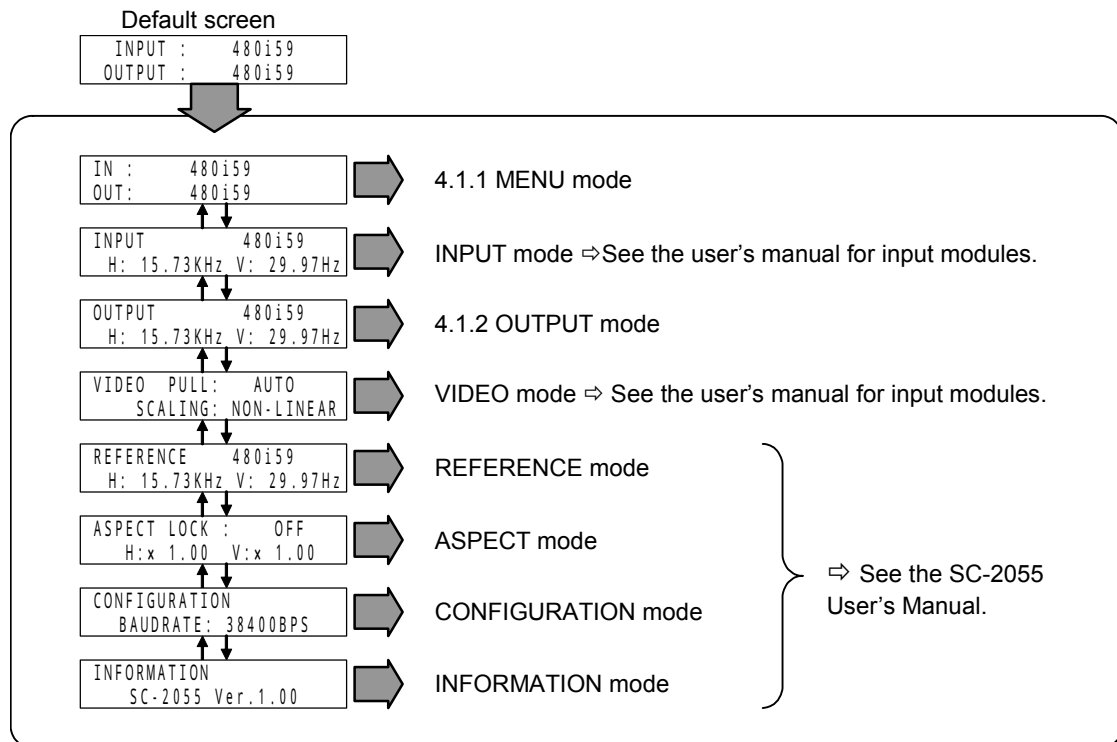 Default screen
INPUT : 480i59
OUTPUT : 480i59
IN : 480i59
OUT: 480i59
4.1.1 MENU mode
INPUT 480i59
H: 15.73KHz V: 29.97Hz
INPUT mode ⇨See the user’s manual for input modules.
OUTPUT 480i59
H: 15.73KHz V: 29.97Hz
4.1.2 OUTPUT mode
VIDEO PULL: AUTO
SCALING: NON-LINEAR
VIDEO mode ⇨ See the user’s manual for input modules.
REFERENCE 480i59
H: 15.73KHz V: 29.97Hz
REFERENCE mode
ASPECT LOCK : OFF
H:x 1.00 V:x 1.00
ASPECT mode
CONFIGURATION
BAUDRATE: 38400BPS
CONFIGURATION mode
INFORMATION
SC-2055 Ver.1.00
INFORMATION mode
⇨ See the SC-2055
User’s Manual.